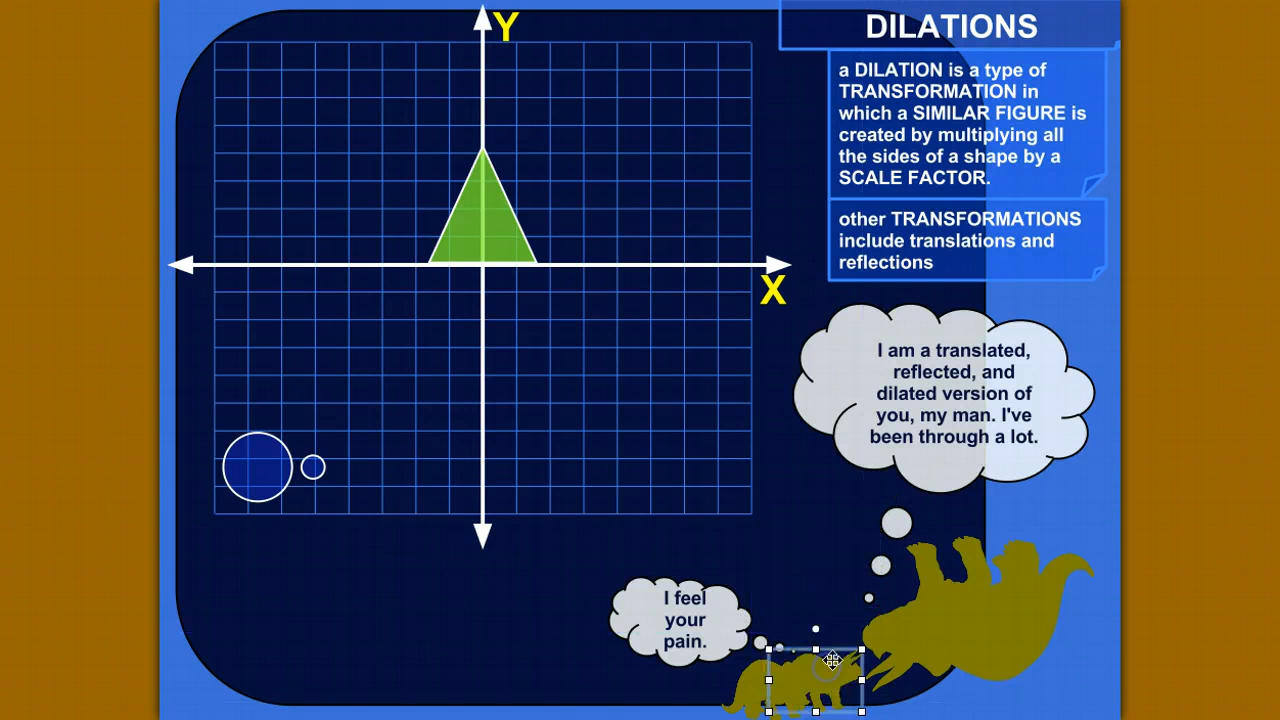 Y
DILATIONS
a DILATION is a type of
TRANSFORMATION in
which a SIMILAR FIGURE is
created by multiplying all
the sides of a shape by a
SCALE FACTOR.
other TRANSFORMATIONS
include translations and
reflections
X
I am a translated,
reflected, and
dilated version of
you, my man. I've
been through a lot.
I feel
your
pain.